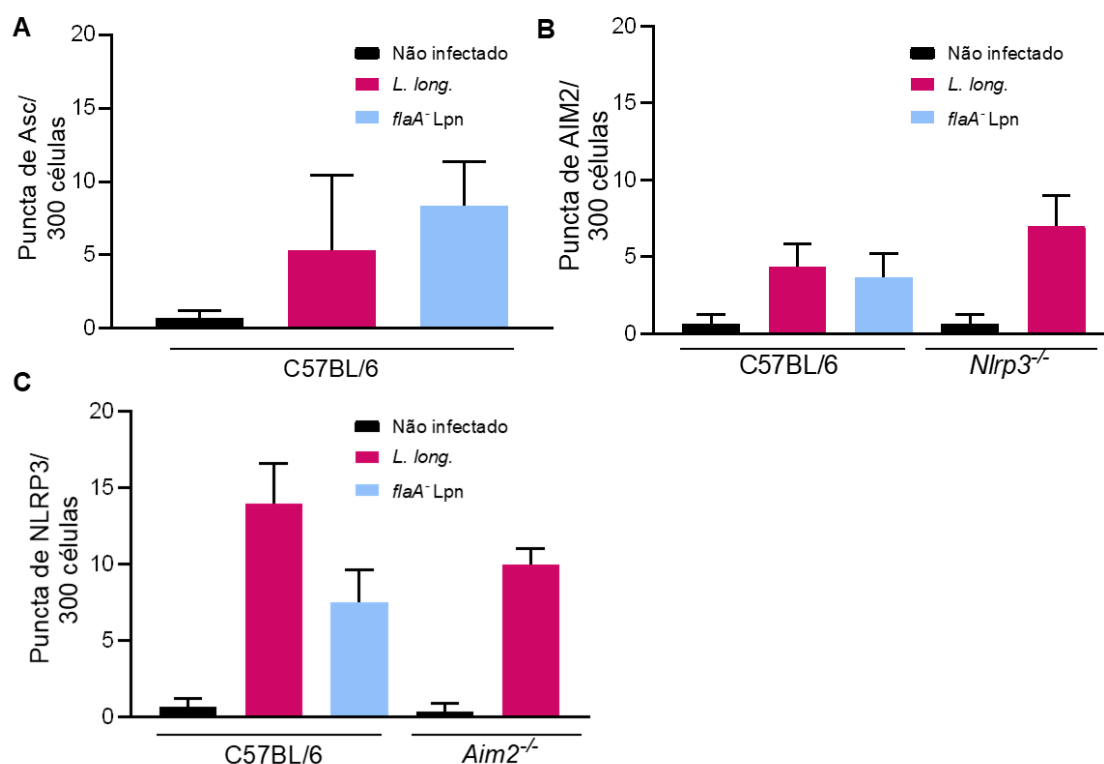 A
Puncta de Asc/
300 células
20
15
10
5
0
Não infectado
L. long.
flaA- Lpn
C57BL/6
B
Puncta de AIM2/
300 células
20
15
10
5
0
Não infectado
L. long.
flaA- Lpn
C57BL/6
Nlrp3-/-
C
Puncta de NLRP3/
300 células
20
15
10
5
0
Não infectado
L. long.
flaA- Lpn
C57BL/6
Aim2-/-